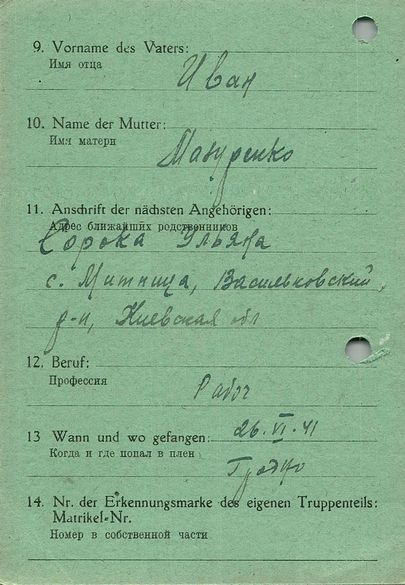 9. Vorname des Vaters:
Имя отца
Иван
10. Name der Mutter:
Имя матери
Мазуренко
11. Anschrift der nächsten Angehörigen:
Адрес ближайших родственников
Сорока Ульяна
с. Митница, Васильковский,
р-н, Киевская обл
12. Beruf:
Профессия
Рабоч
13 Wann und wo gefangen:
26.VI.41
Когда и где попал в плен
Гродно
14. Nr. der Erkennungsmarke des eigenen Truppenteils:
Matrikel-Nr.
Номер в собственной части